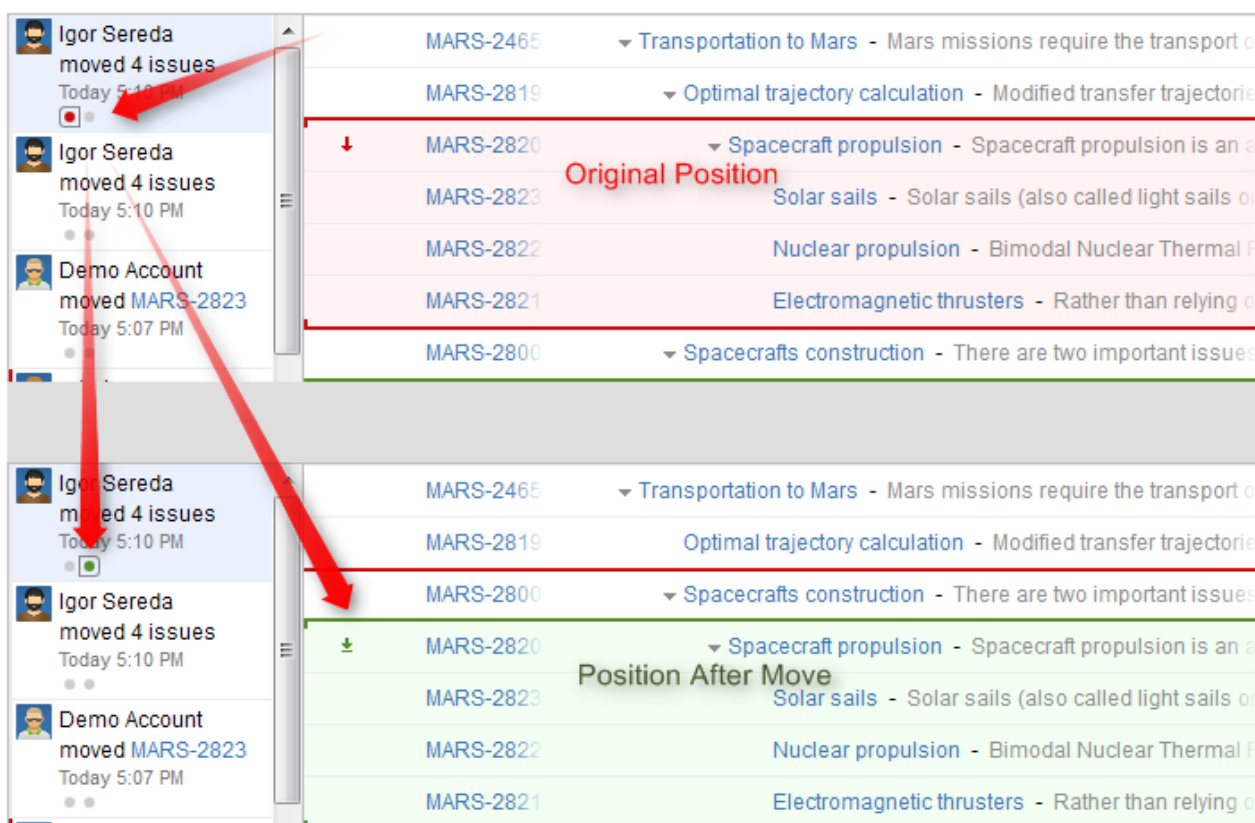 Igor Sereda
moved 4 issues
Today 5:10 PM
Igor Sereda
moved 4 issues
Today 5:10 PM
Demo Account
moved MARS-2823
Today 5:07 PM
MARS-2465 Transportation to Mars - Mars missions require the transport
MARS-2819 Optimal trajectory calculation - Modified transfer
MARS-2820 Spacecraft propulsion - Spacecraft propulsion is an
Original Position
MARS-2823 Solar sails - Solar sails (also called light sails
MARS-2822 Nuclear propulsion - Bimodal Nuclear Thermal
MARS-2821 Electromagnetic thrusters - Rather than relying
MARS-2800 Spacecrafts construction - There are two important issues
Igor Sereda
moved 4 issues
Today 5:10 PM
Igor Sereda
moved 4 issues
Today 5:10 PM
Demo Account
moved MARS-2823
Today 5:07 PM
MARS-2465 Transportation to Mars - Mars missions require the transport
MARS-2819 Optimal trajectory calculation - Modified transfer
MARS-2800 Spacecrafts construction - There are two important issues
MARS-2820 Spacecraft propulsion - Spacecraft propulsion is an
Position After Move
MARS-2823 Solar sails - Solar sails (also called light sails
MARS-2822 Nuclear propulsion - Bimodal Nuclear Thermal
MARS-2821 Electromagnetic thrusters - Rather than relying